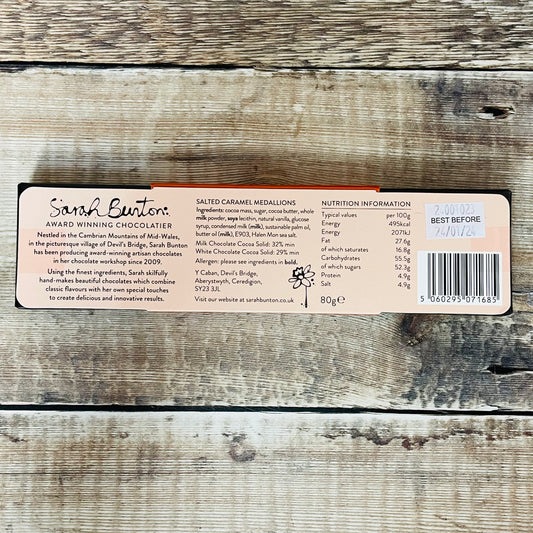 Sarah Bunton:
AWARD WINNING CHOCOLATIER
Nestled in the Cambrian Mountains of Mid-Wales,
in the picturesque village of Devil's Bridge, Sarah Bunton
has been producing award-winning artisan chocolates
in her chocolate workshop since 2009.
Using the finest ingredients, Sarah skilfully
hand-makes beautiful chocolates which combine
classic flavours with her own special touches
to create delicious and innovative results.
SALTED CARAMEL MEDALLIONS
Ingredients: cocoa mass, sugar, cocoa butter, whole
milk powder, soya lecithin, natural vanilla, glucose
syrup, condensed milk (milk), sustainable palm oil,
butter oil (milk), E903, Halen Mon sea salt.
Milk Chocolate Cocoa Solid: 32% min
White Chocolate Cocoa Solid: 29% min
Allergen: please see ingredients in bold.
Y Caban, Devil's Bridge,
Aberystwyth, Ceredigion,
SY23 3JL
Visit our website at sarahbunton.co.uk
NUTRITION INFORMATION
Typical values per 100g
Energy 495kcal
Energy 2071kJ
Fat 27.6g
of which saturates 16.8g
Carbohydrates 55.5g
of which sugars 52.3g
Protein 4.9g
Salt 4.9g
80g℮
BEST BEFORE
24/01/24
5 060295 071685